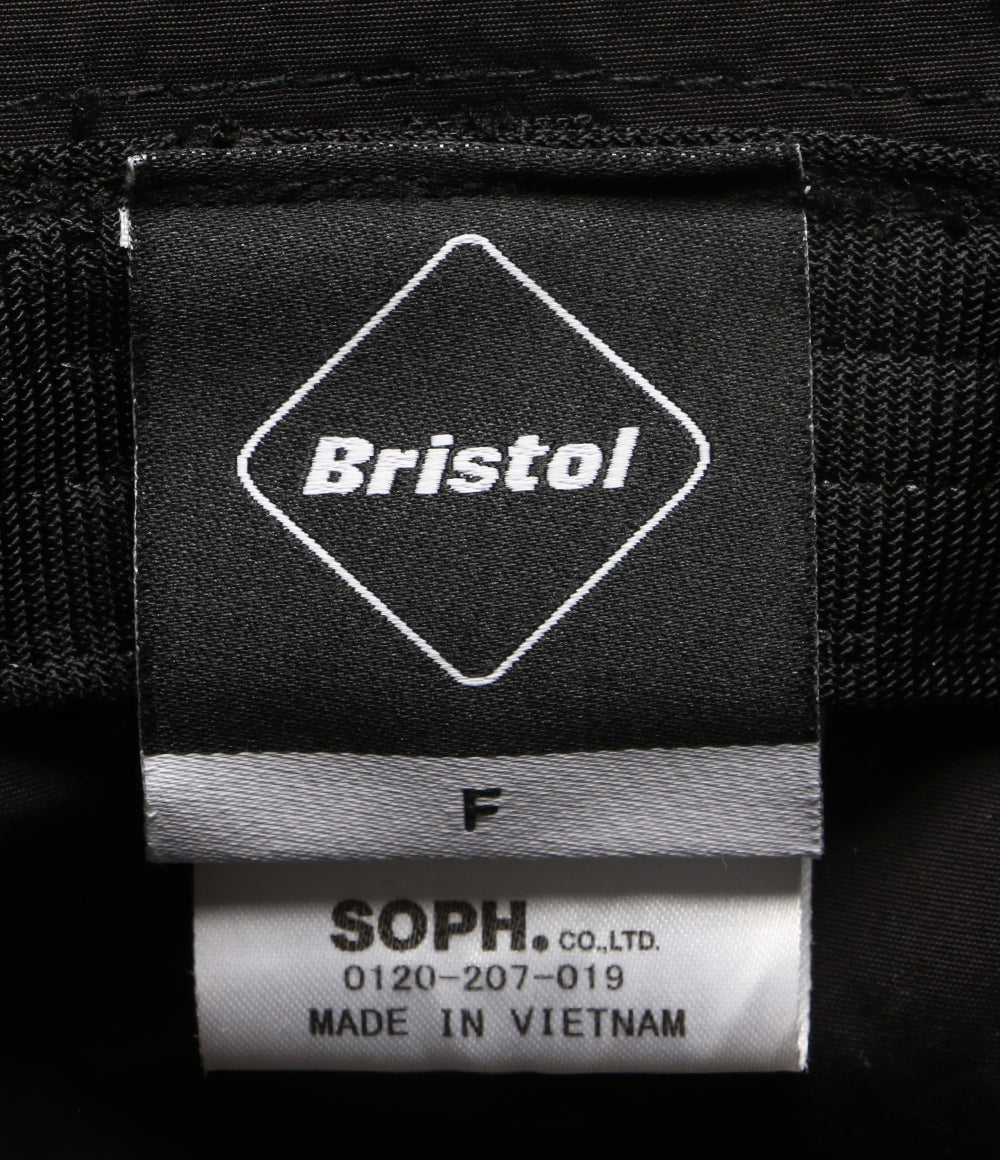 Bristol
F
SOPH. CO.,LTD.
0120-207-019
MADE IN VIETNAM